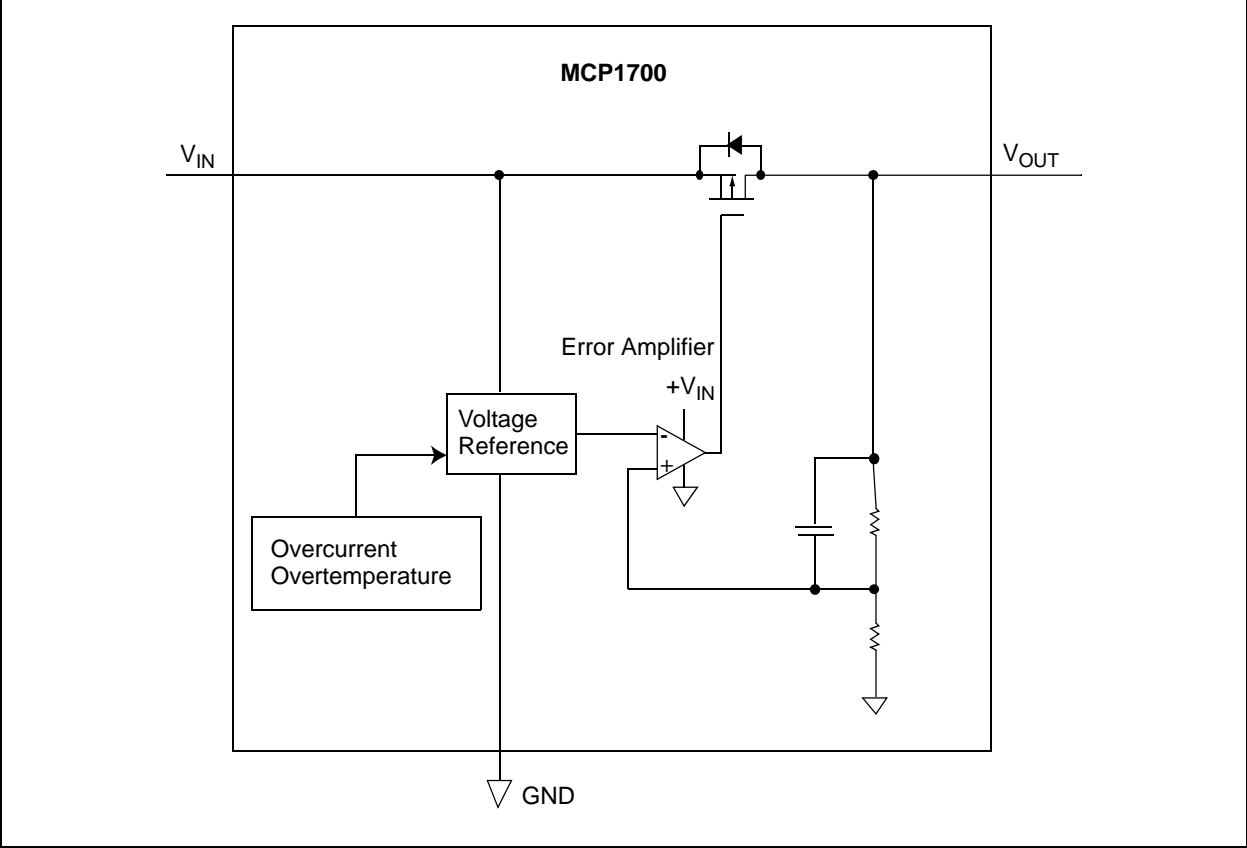 MCP1700
VIN
VOUT
Error Amplifier
+VIN
Voltage
Reference
-
+
Overcurrent
Overtemperature
GND